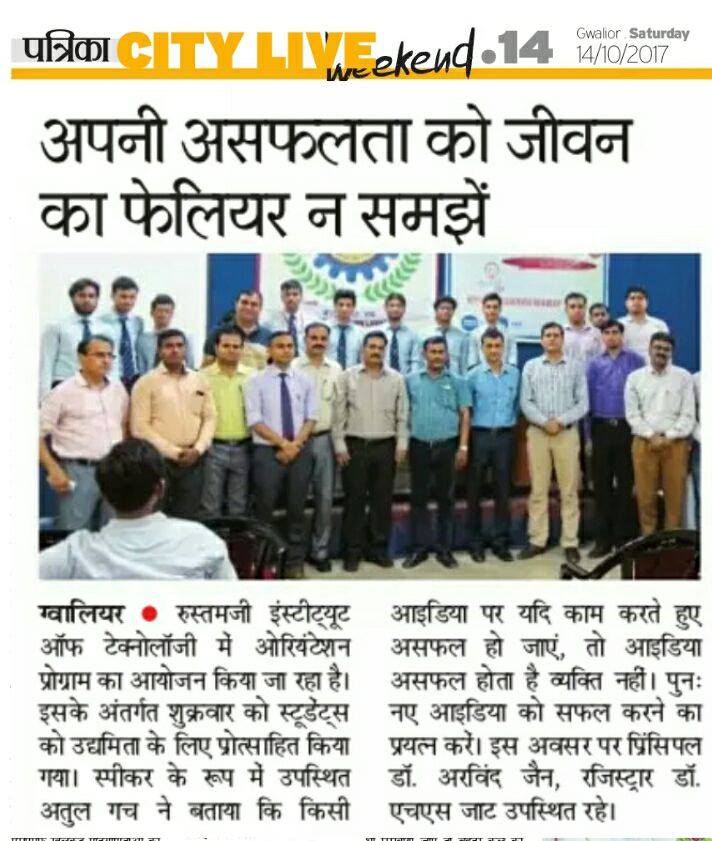 पत्रिका CITY LIVE Weekend .14 Gwalior . Saturday
14/10/2017
अपनी असफलता को जीवन
का फेलियर न समझें
ग्वालियर ● रुस्तमजी इंस्टीट्यूट
ऑफ टेक्नोलॉजी में ओरियंटेशन
प्रोग्राम का आयोजन किया जा रहा है।
इसके अंतर्गत शुक्रवार को स्टूडेंट्स
को उद्यमिता के लिए प्रोत्साहित किया
गया। स्पीकर के रूप में उपस्थित
अतुल गच ने बताया कि किसी
आइडिया पर यदि काम करते हुए
असफल हो जाएं, तो आइडिया
असफल होता है व्यक्ति नहीं। पुनः
नए आइडिया को सफल करने का
प्रयत्न करें। इस अवसर पर प्रिंसिपल
डॉ. अरविंद जैन, रजिस्ट्रार डॉ.
एचएस जाट उपस्थित रहे।